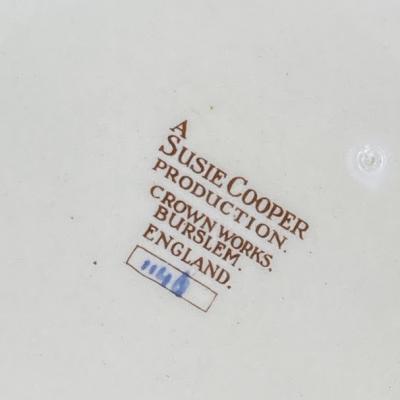 A
SUSIE COOPER
PRODUCTION.
CROWN WORKS,
BURSLEM.
ENGLAND.